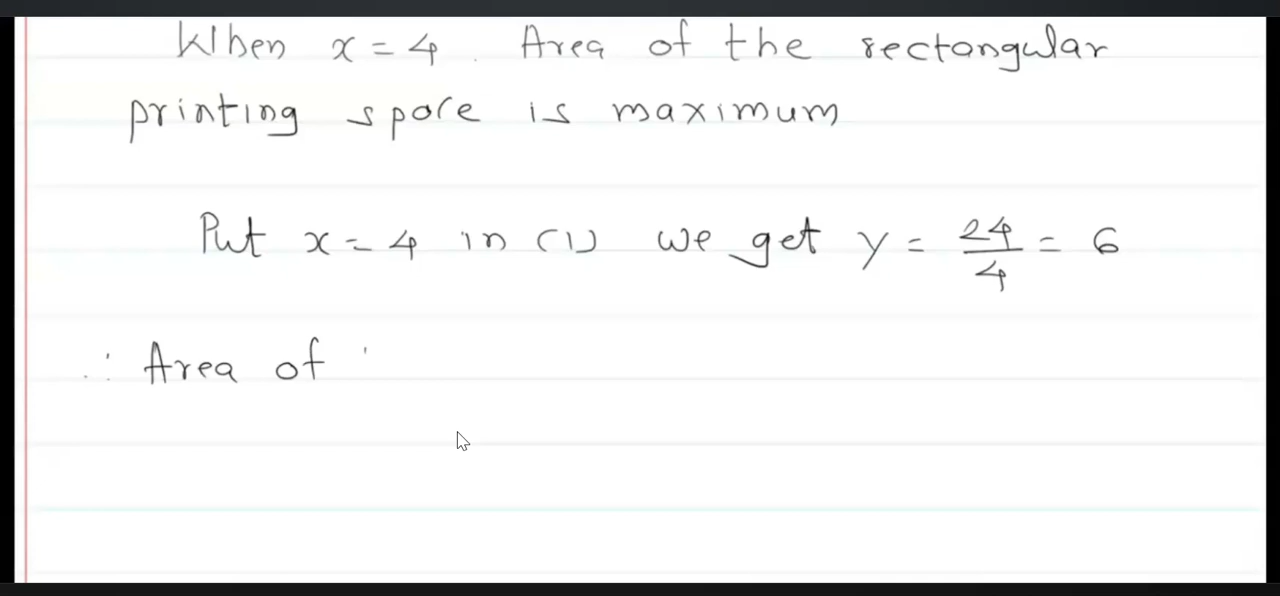 When x = 4. Area of the rectangular
printing space is maximum
Put x = 4 in (1) we get y = 24/4 = 6
∴ Area of